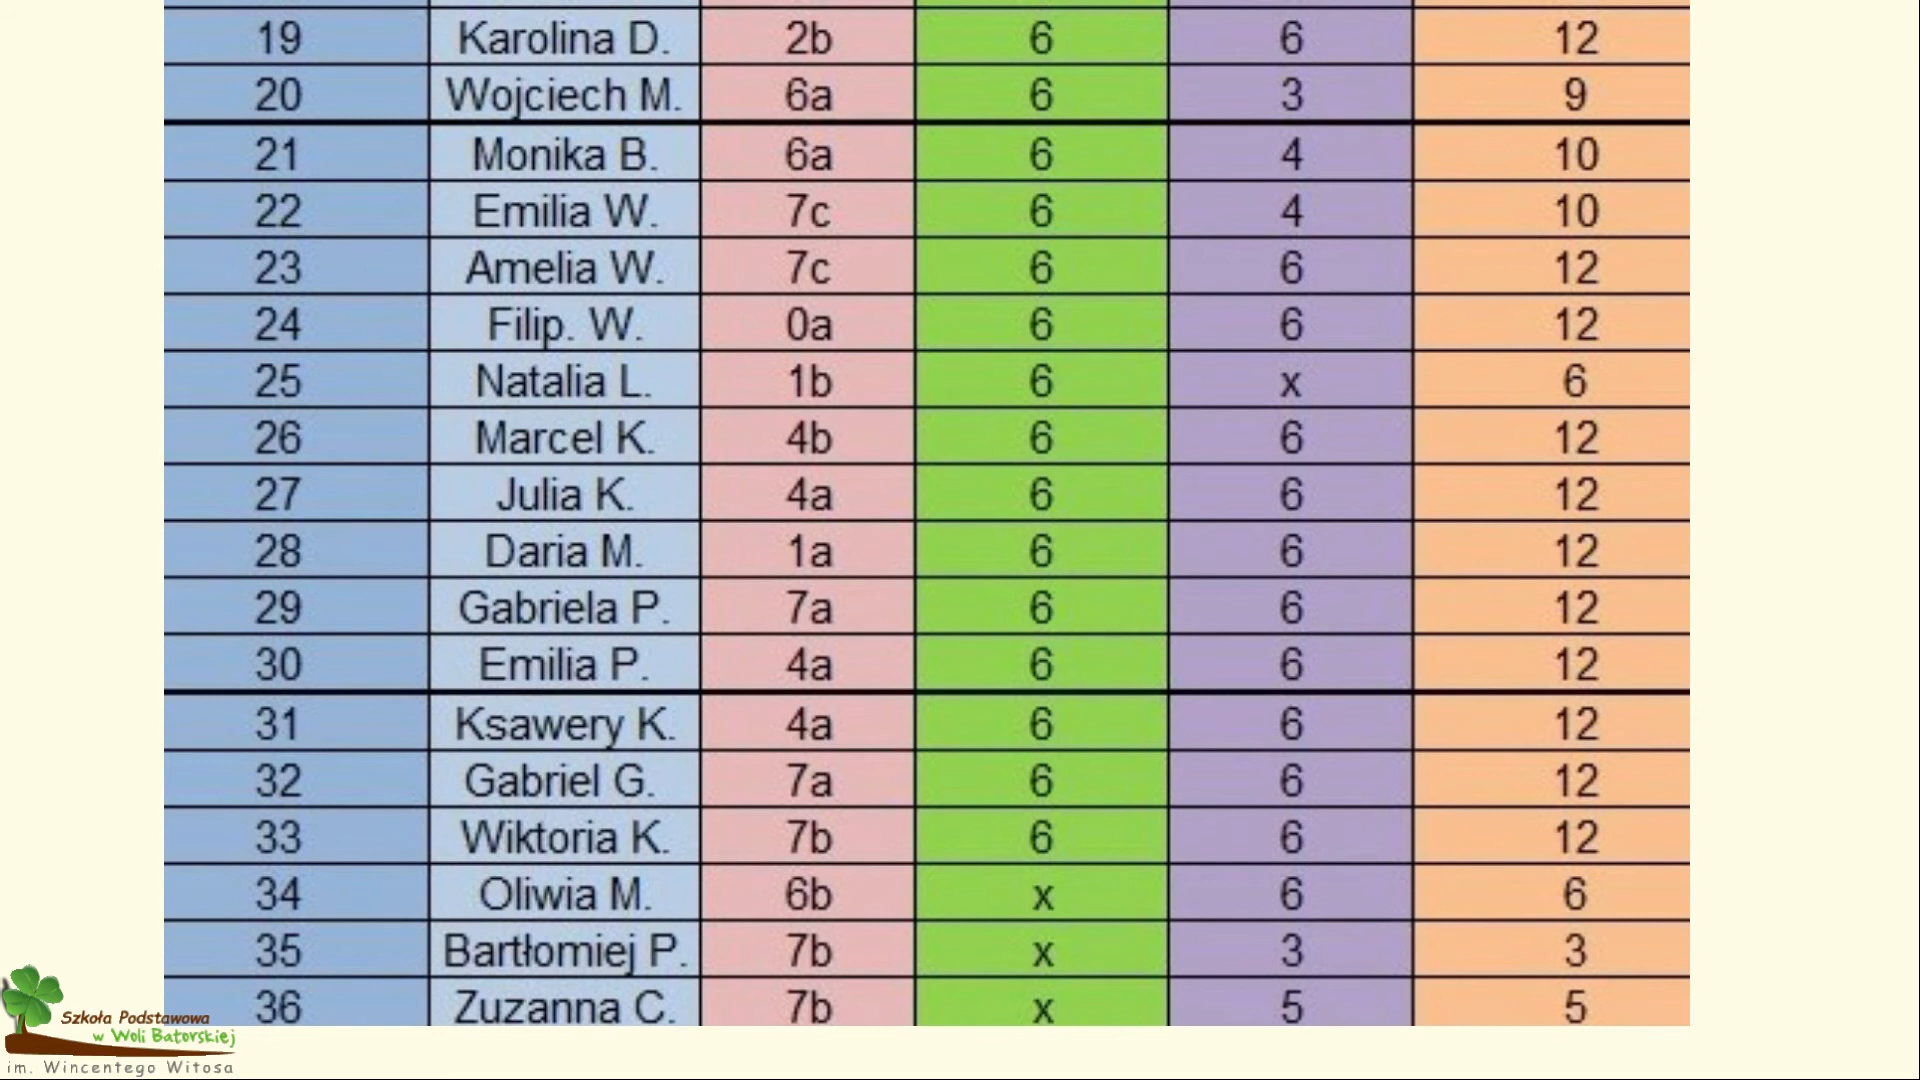 19 Karolina D. 2b 6 6 12
20 Wojciech M. 6a 6 3 9
21 Monika B. 6a 6 4 10
22 Emilia W. 7c 6 4 10
23 Amelia W. 7c 6 6 12
24 Filip. W. 0a 6 6 12
25 Natalia L. 1b 6 x 6
26 Marcel K. 4b 6 6 12
27 Julia K. 4a 6 6 12
28 Daria M. 1a 6 6 12
29 Gabriela P. 7a 6 6 12
30 Emilia P. 4a 6 6 12
31 Ksawery K. 4a 6 6 12
32 Gabriel G. 7a 6 6 12
33 Wiktoria K. 7b 6 6 12
34 Oliwia M. 6b x 6 6
35 Bartłomiej P. 7b x 3 3
36 Zuzanna C. 7b x 5 5
Szkoła Podstawowa
w Woli Batorskiej
im. Wincentego Witosa